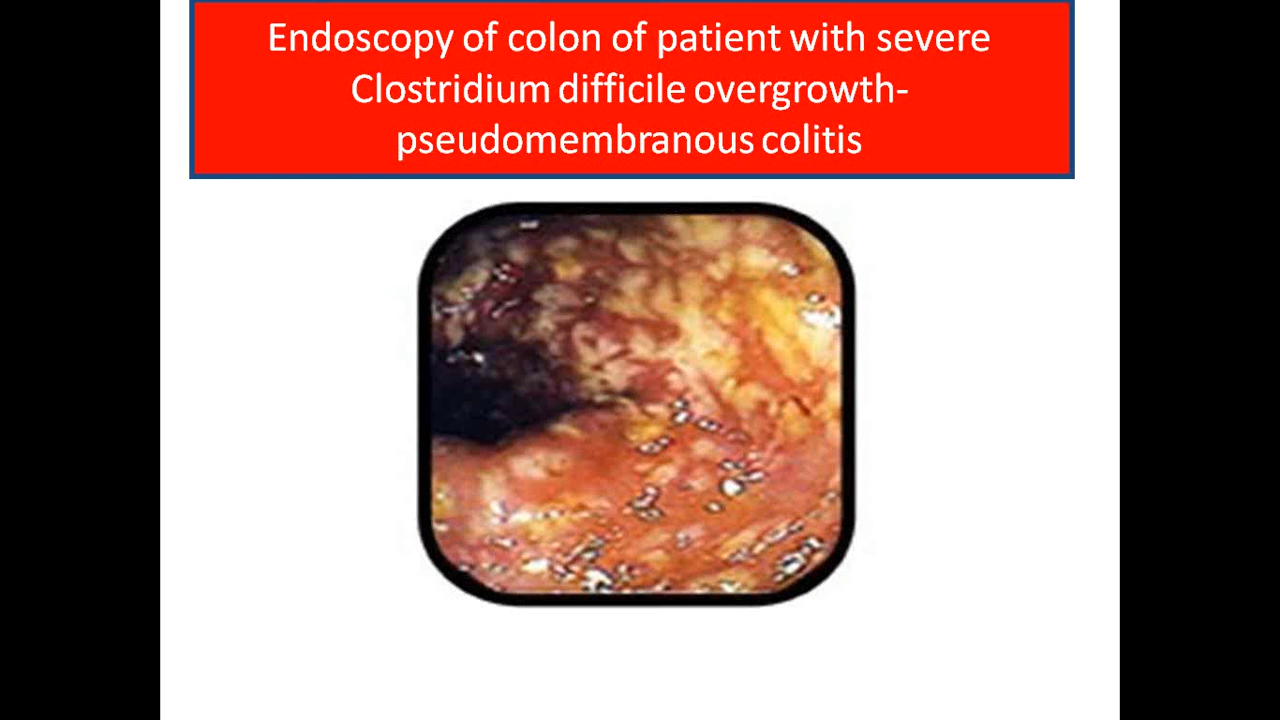 Endoscopy of colon of patient with severe
Clostridium difficile overgrowth-
pseudomembranous colitis